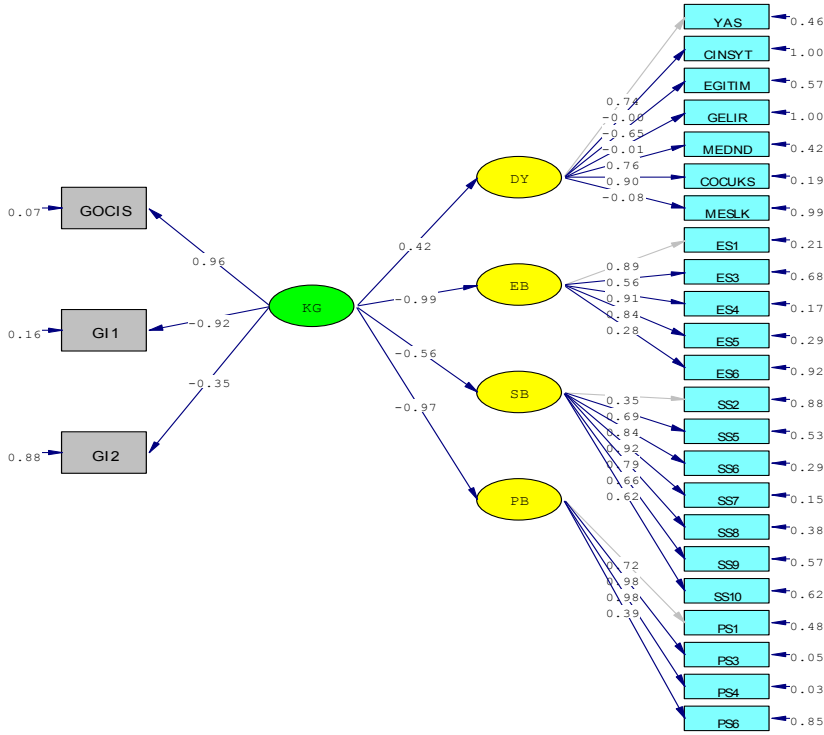 YAS 0.46
CINSYT 1.00
EGITIM 0.57
GELIR 1.00
MEDND 0.42
COCUKS 0.19
MESLK 0.99
ES1 0.21
ES3 0.68
ES4 0.17
ES5 0.29
ES6 0.92
SS2 0.88
SS5 0.53
SS6 0.29
SS7 0.15
SS8 0.38
SS9 0.57
SS10 0.62
PS1 0.48
PS3 0.05
PS4 0.03
PS6 0.85
0.74
-0.00
-0.65
-0.01
0.76
0.90
-0.08
0.89
0.56
0.91
0.84
0.28
0.35
0.69
0.84
0.92
0.79
0.66
0.62
0.72
0.98
0.98
0.39
DY
EB
SB
PB
0.42
-0.99
-0.56
-0.97
KG
0.96
-0.92
-0.35
0.07 GOCIS
0.16 GI1
0.88 GI2